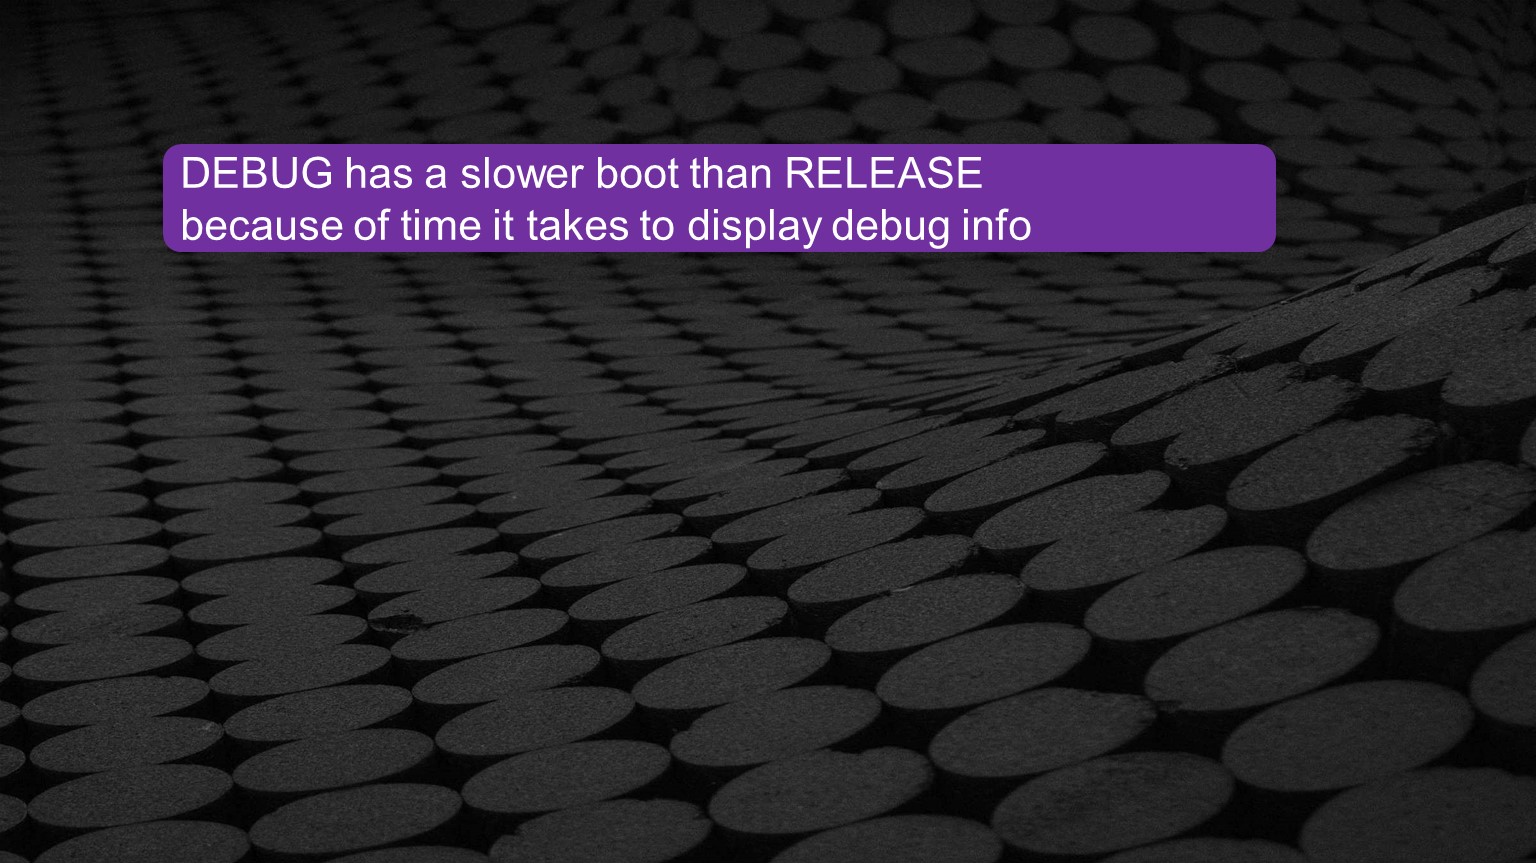 DEBUG has a slower boot than RELEASE
because of time it takes to display debug info